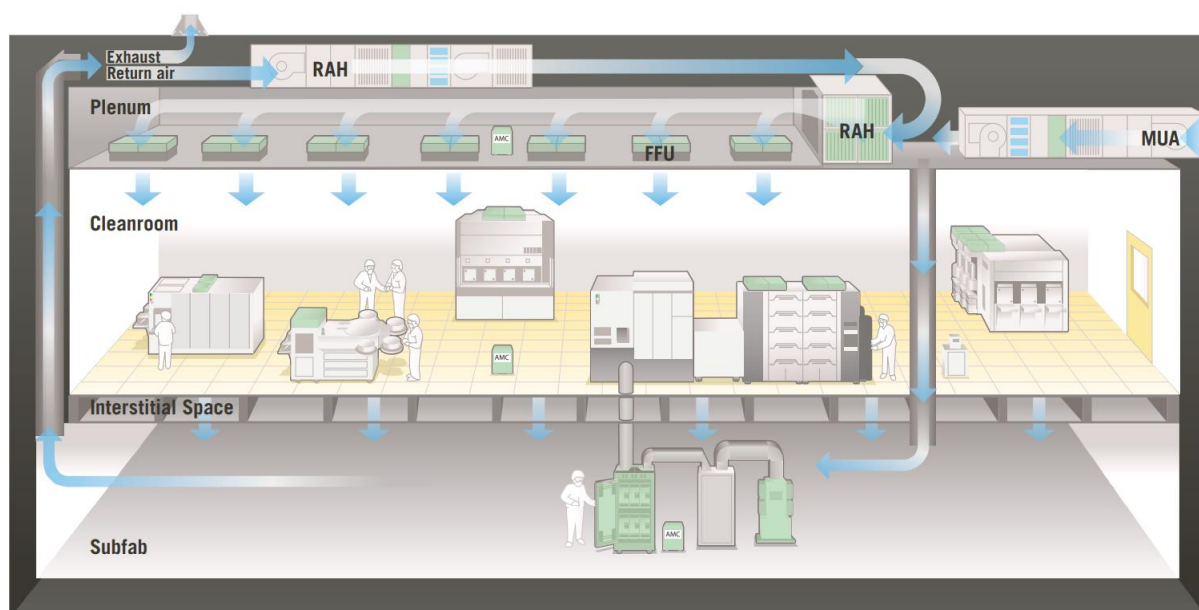 Exhaust
Return air
RAH
Plenum
RAH
MUA
AMC
FFU
Cleanroom
AMC
Interstitial Space
AMC
Subfab